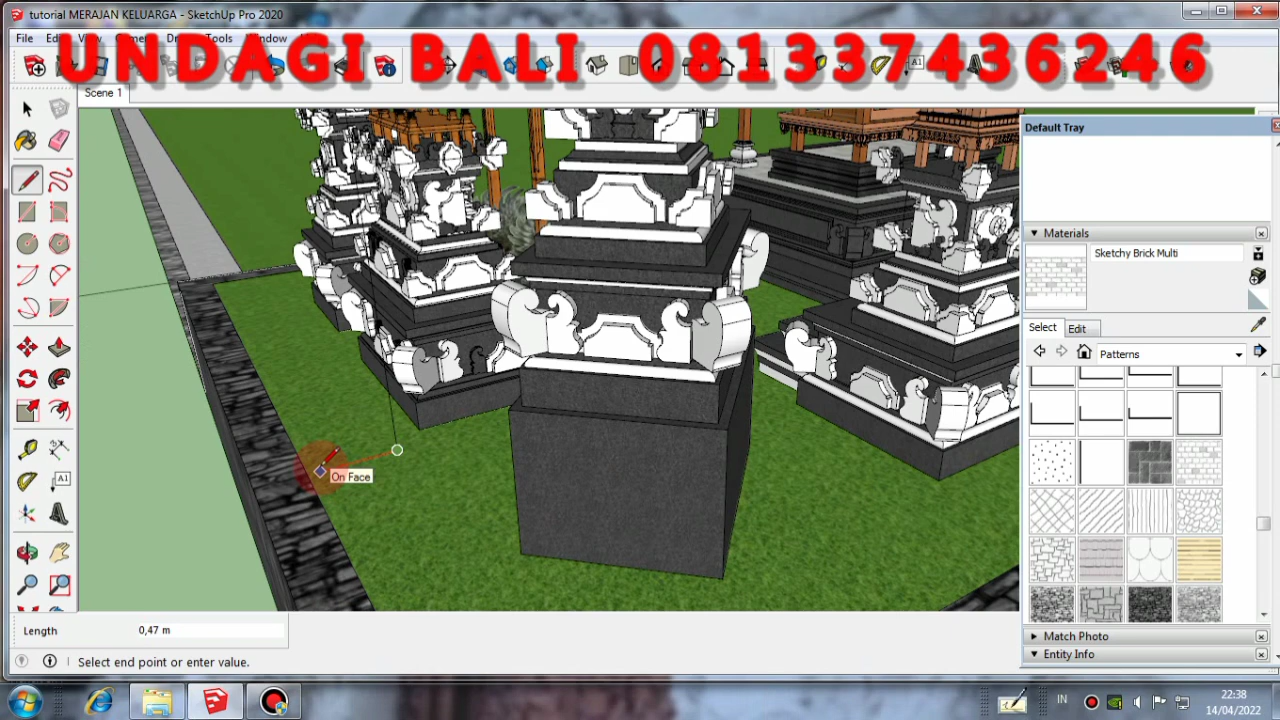 tutorial MERAJAN KELUARGA - SketchUp Pro 2020
File
Tools Window
UNDAGI BALI 081337436246
Scene 1
Default Tray
Materials
Sketchy Brick Multi
Select Edit
Patterns
On Face
A1
Match Photo
Entity Info
Length 0,47 m
Select end point or enter value.
IN
22:38
14/04/2022